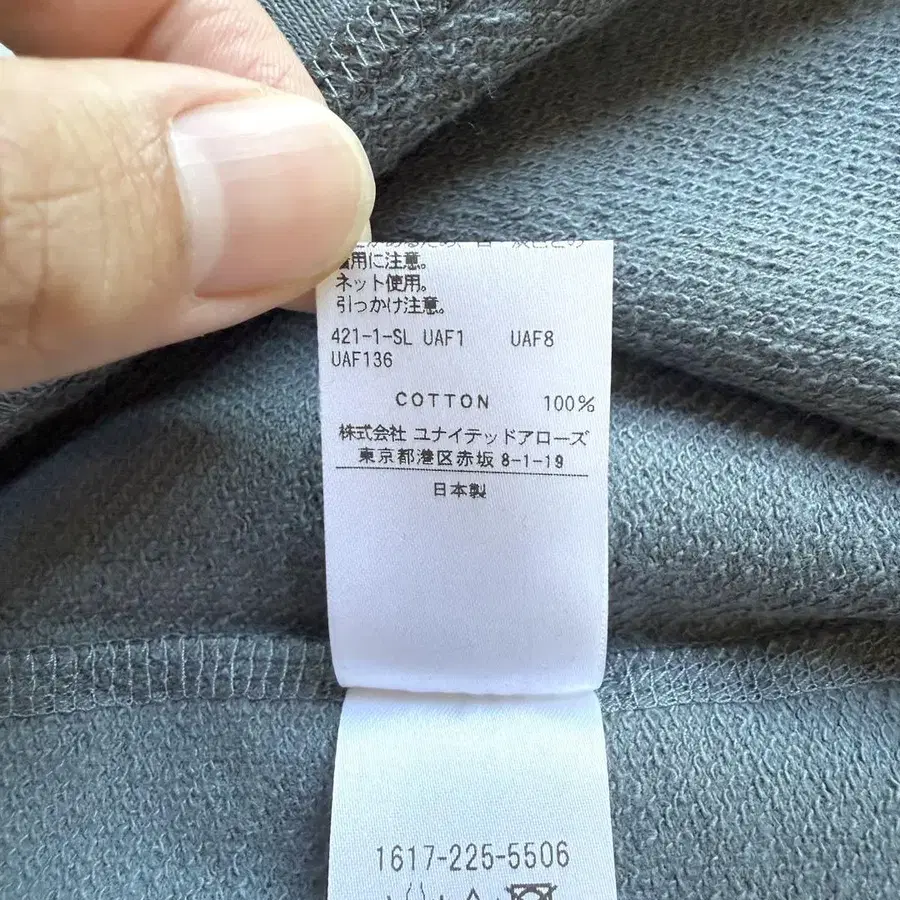 用に注意。
ネット使用。
引っかけ注意。
421-1-SL UAF1 UAF8
UAF136
COTTON 100%
株式会社 ユナイテッドアローズ
東京都港区赤坂 8-1-19
日本製
1617-225-5506